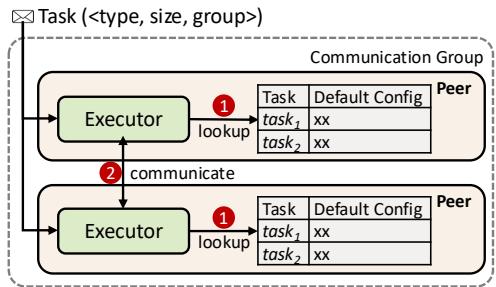 Task (<type, size, group>)
Communication Group
Peer
Task Default Config
task1 xx
task2 xx
Executor
1
lookup
2 communicate
Peer
Task Default Config
task1 xx
task2 xx
Executor
1
lookup